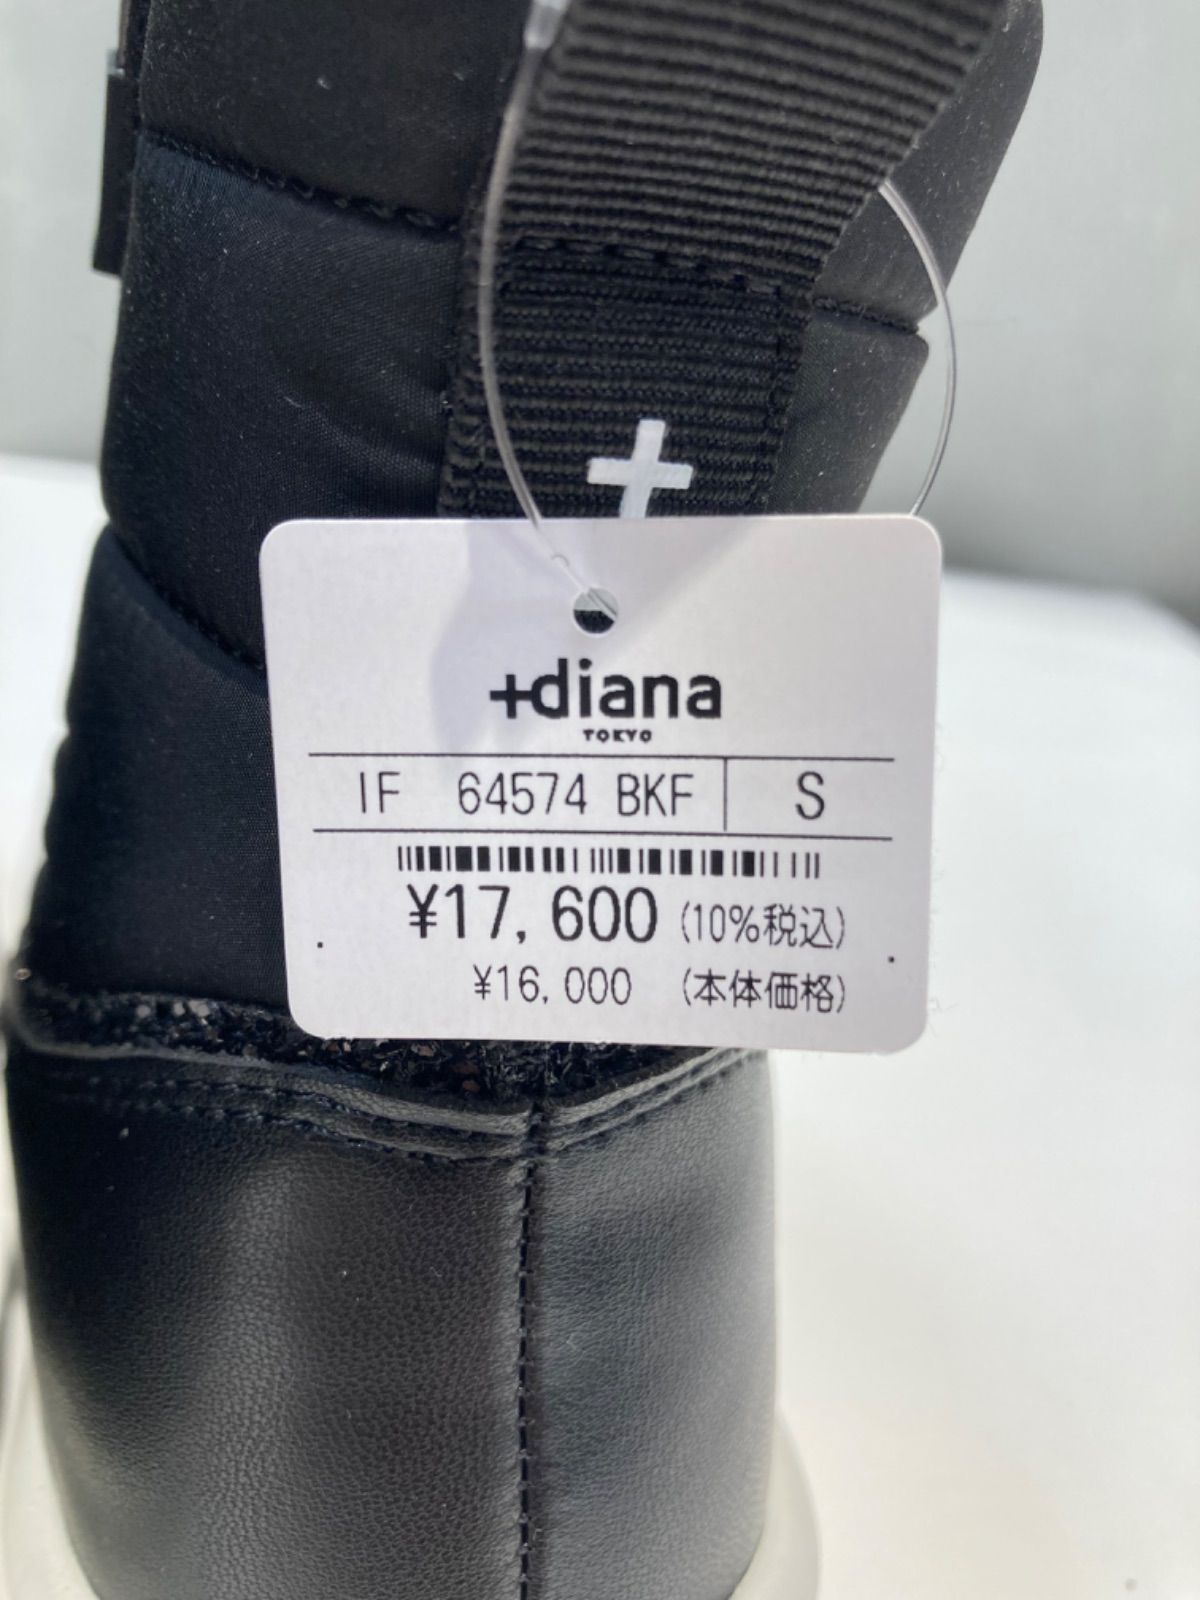 +diana
TOKYO
IF 64574 BKF S
¥17,600 (10%税込)
¥16,000 (本体価格)